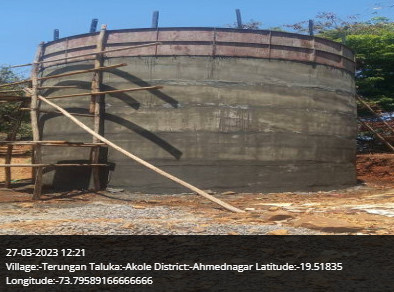 27-03-2023 12:21
Village:-Terungan Taluka:-Akole District:-Ahmednagar Latitude:-19.51835
Longitude:-73.79589166666666